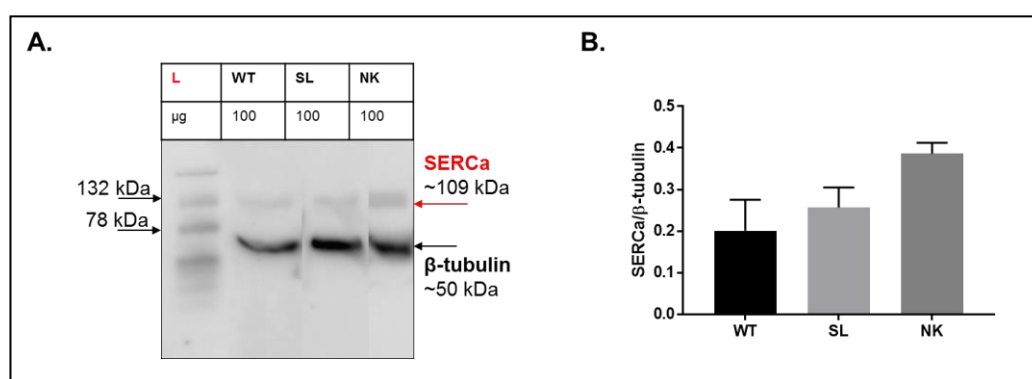 A.
L WT SL NK
µg 100 100 100
SERCa
~109 kDa
132 kDa
78 kDa
β-tubulin
~50 kDa
B.
SERCa/β-tubulin
0.5
0.4
0.3
0.2
0.1
0.0
WT SL NK